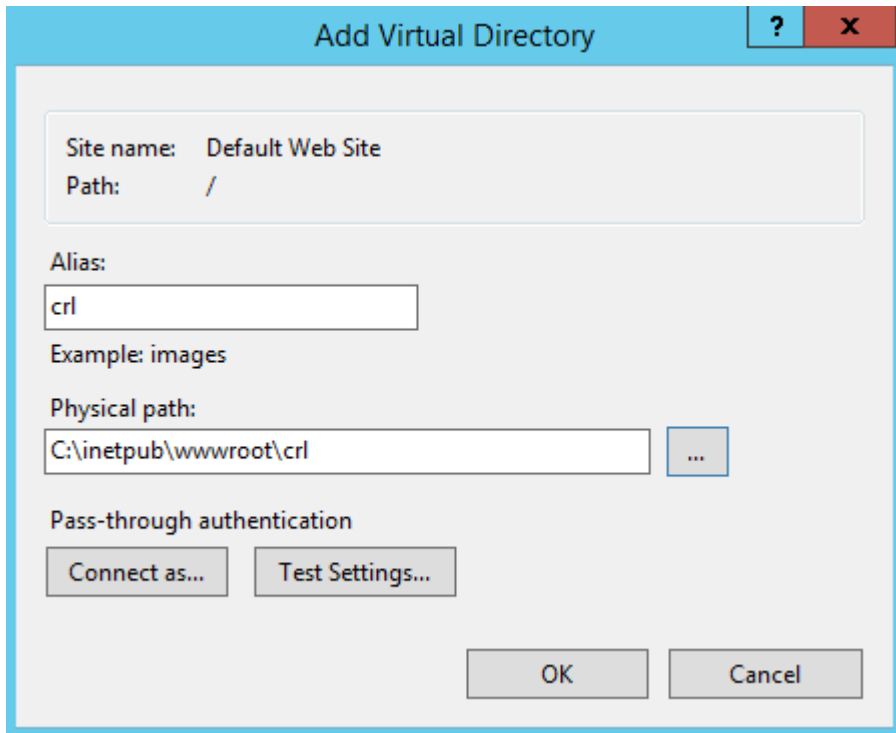 Add Virtual Directory
?
x
Site name: Default Web Site
Path: /
Alias:
crl
Example: images
Physical path:
C:\inetpub\wwwroot\crl
...
Pass-through authentication
Connect as... Test Settings...
OK Cancel